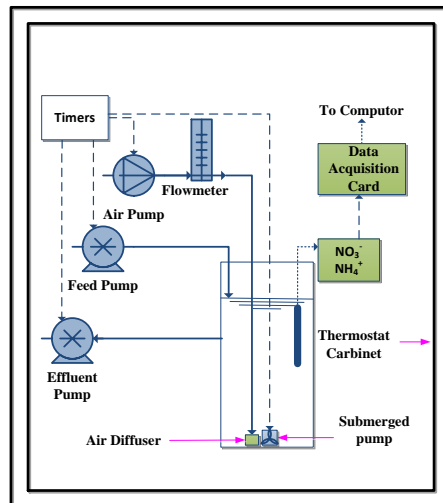 Timers
To Computor
Data
Acquisition
Card
Flowmeter
Air Pump
NO₃⁻
NH₄⁺
Feed Pump
Thermostat
Carbinet
Effluent
Pump
Air Diffuser
Submerged
pump